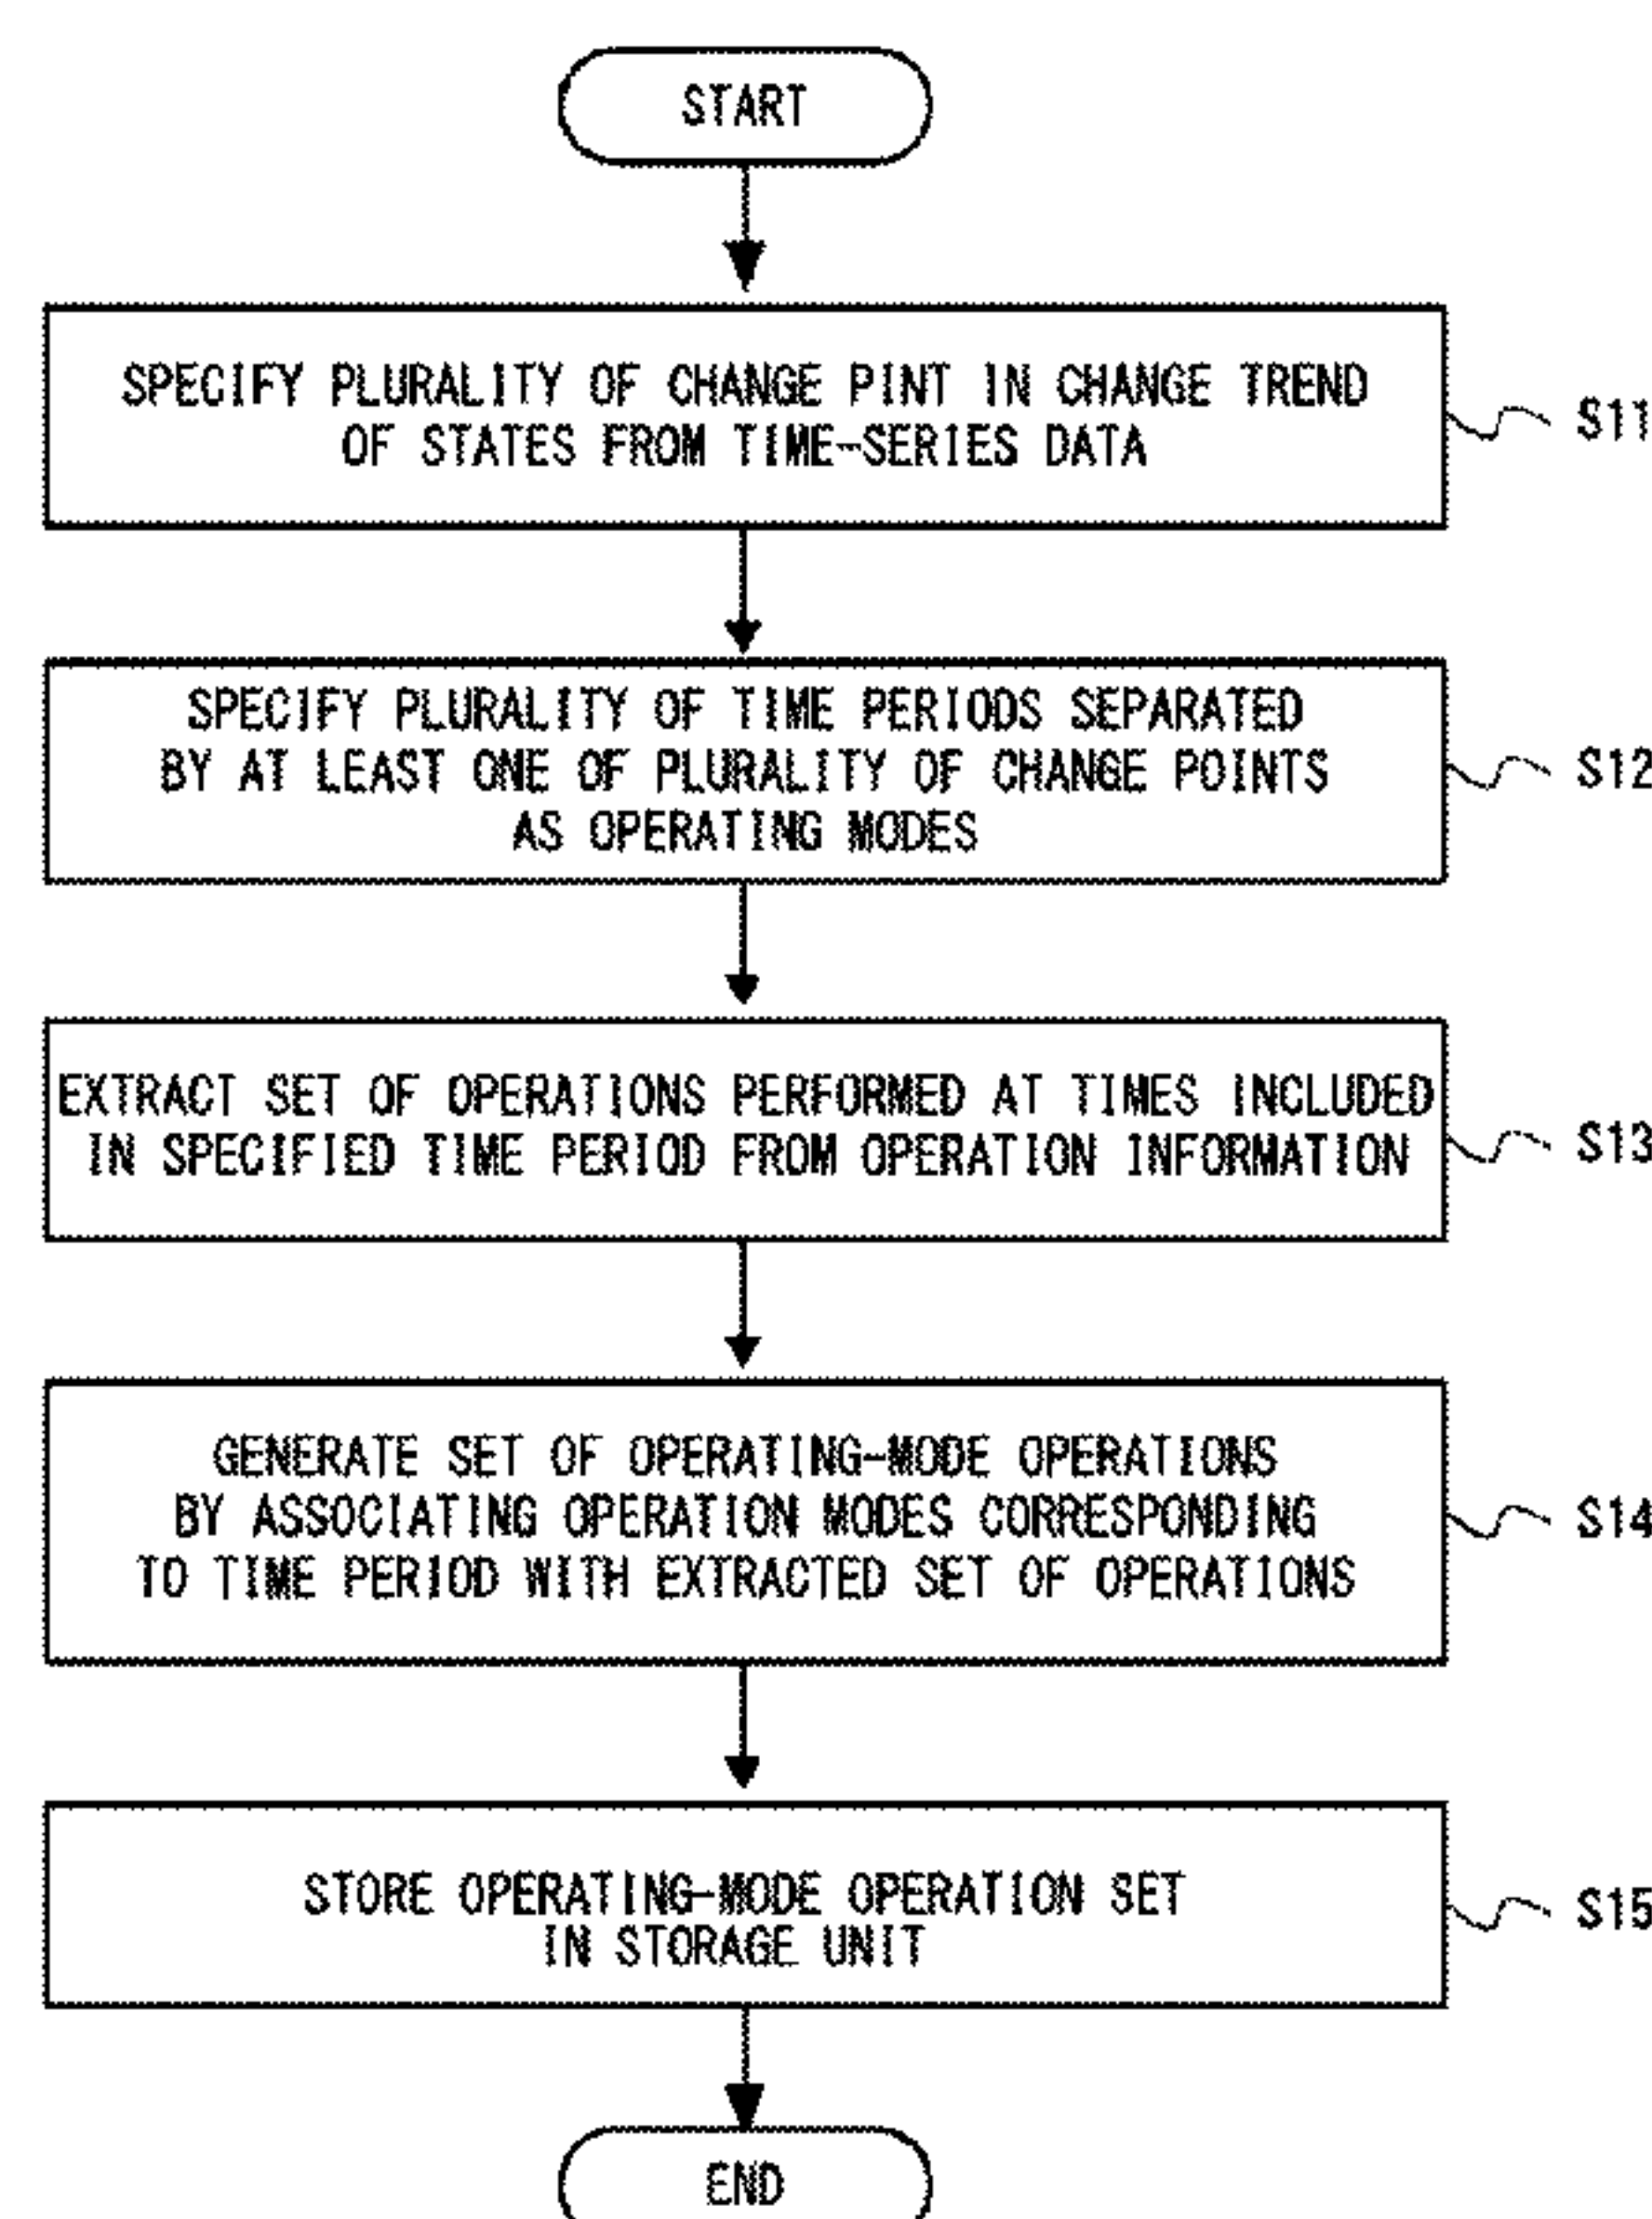 START
SPECIFY PLURALITY OF CHANGE PINT IN CHANGE TREND
OF STATES FROM TIME-SERIES DATA
S11
SPECIFY PLURALITY OF TIME PERIODS SEPARATED
BY AT LEAST ONE OF PLURALITY OF CHANGE POINTS
AS OPERATING MODES
S12
EXTRACT SET OF OPERATIONS PERFORMED AT TIMES INCLUDED
IN SPECIFIED TIME PERIOD FROM OPERATION INFORMATION
S13
GENERATE SET OF OPERATING-MODE OPERATIONS
BY ASSOCIATING OPERATION MODES CORRESPONDING
TO TIME PERIOD WITH EXTRACTED SET OF OPERATIONS
S14
STORE OPERATING-MODE OPERATION SET
IN STORAGE UNIT
S15
END